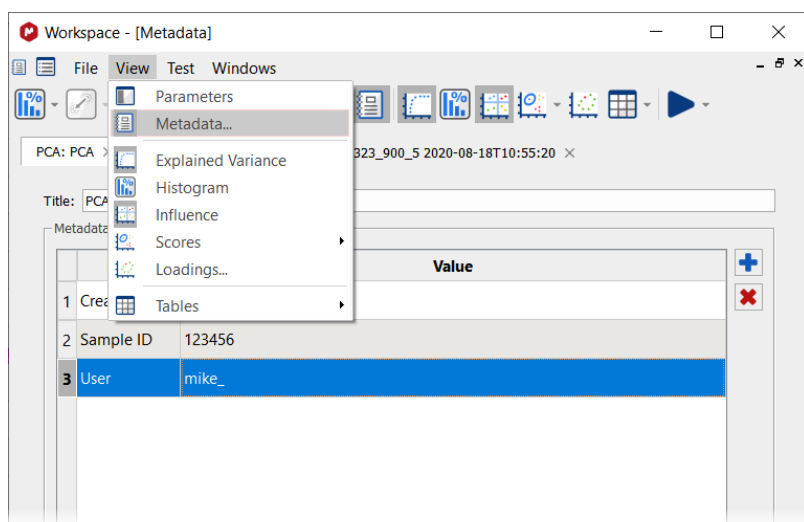 Workspace - [Metadata]
File View Test Windows
Parameters
Metadata...
PCA: PCA 323_900_5 2020-08-18T10:55:20
Explained Variance
Histogram
Title: PCA
Influence
Metadata
Scores
Loadings...
Value
1 Crea
Tables
2 Sample ID 123456
3 User mike_